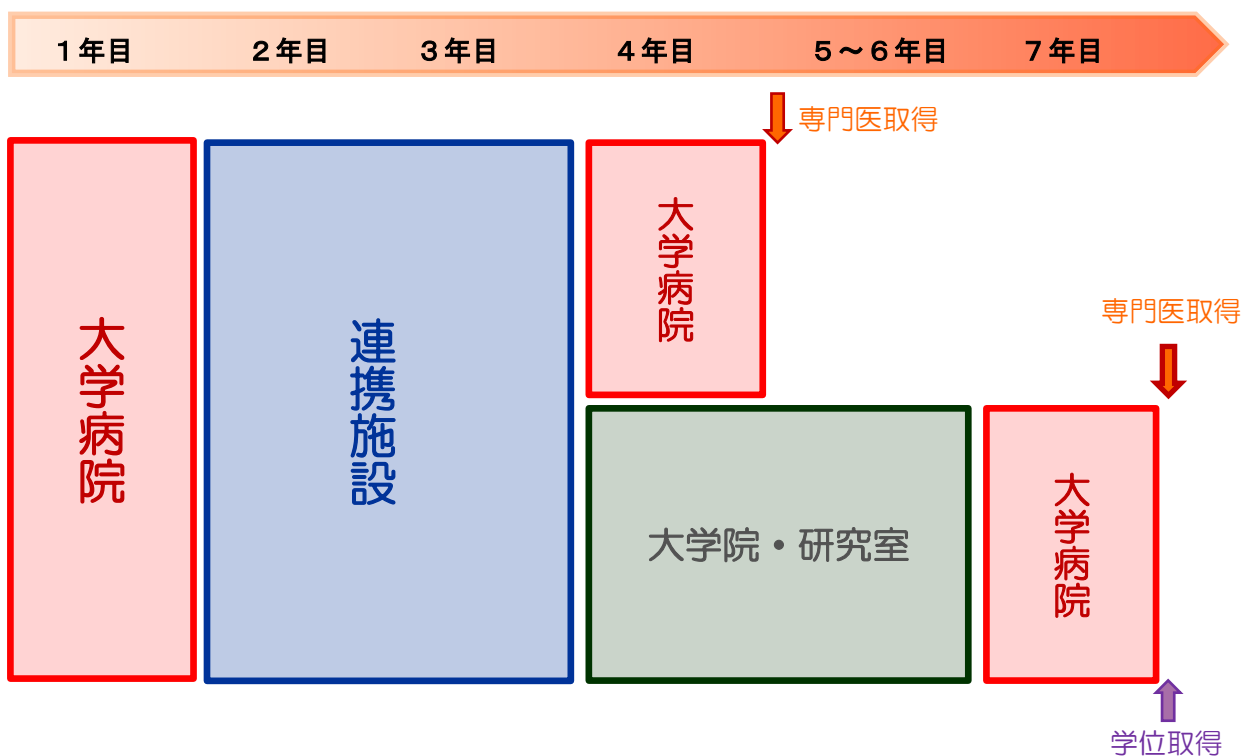 １年目 ２年目 ３年目 ４年目 ５～６年目 ７年目
専門医取得
大学病院
連携施設
大学病院
専門医取得
大学院・研究室
大学病院
学位取得